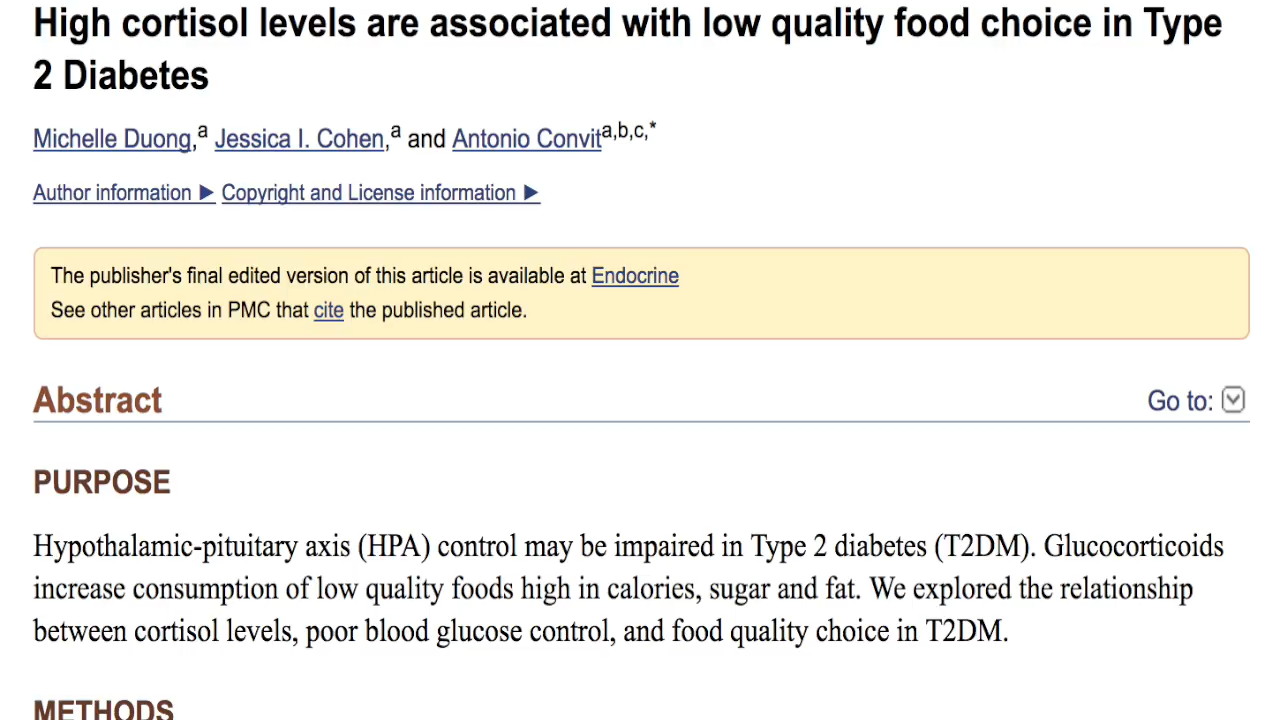 High cortisol levels are associated with low quality food choice in Type
2 Diabetes
Michelle Duong,a Jessica I. Cohen,a and Antonio Convita,b,c,*
Author information ► Copyright and License information ►
The publisher's final edited version of this article is available at Endocrine
See other articles in PMC that cite the published article.
Abstract
Go to:
PURPOSE
Hypothalamic-pituitary axis (HPA) control may be impaired in Type 2 diabetes (T2DM). Glucocorticoids
increase consumption of low quality foods high in calories, sugar and fat. We explored the relationship
between cortisol levels, poor blood glucose control, and food quality choice in T2DM.
METHODS